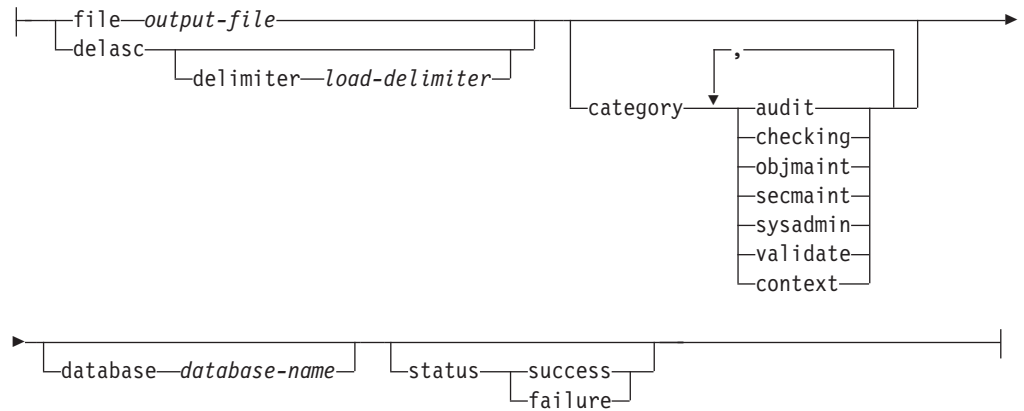 file output-file
delasc
delimiter load-delimiter
,
category audit
checking
objmaint
secmaint
sysadmin
validate
context
database database-name
status success
failure